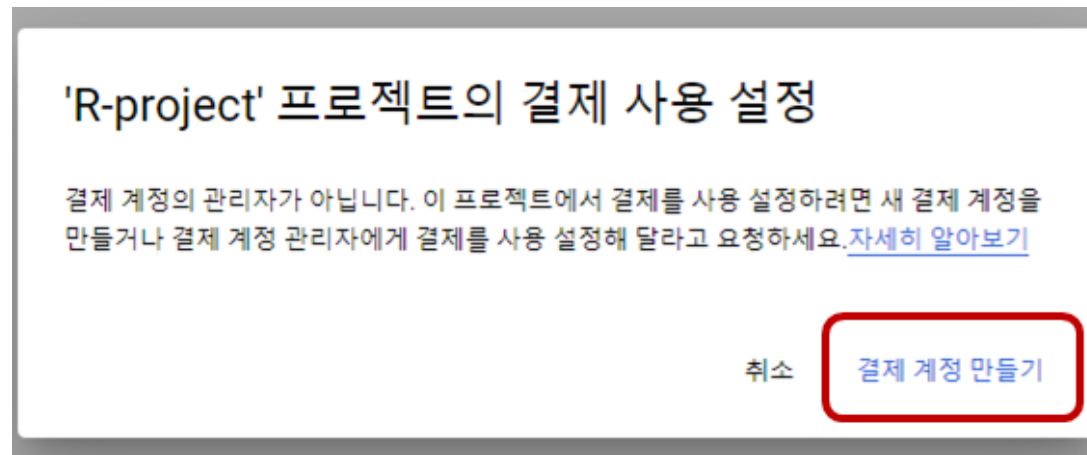 'R-project' 프로젝트의 결제 사용 설정
결제 계정의 관리자가 아닙니다. 이 프로젝트에서 결제를 사용 설정하려면 새 결제 계정을
만들거나 결제 계정 관리자에게 결제를 사용 설정해 달라고 요청하세요.자세히 알아보기
취소 결제 계정 만들기